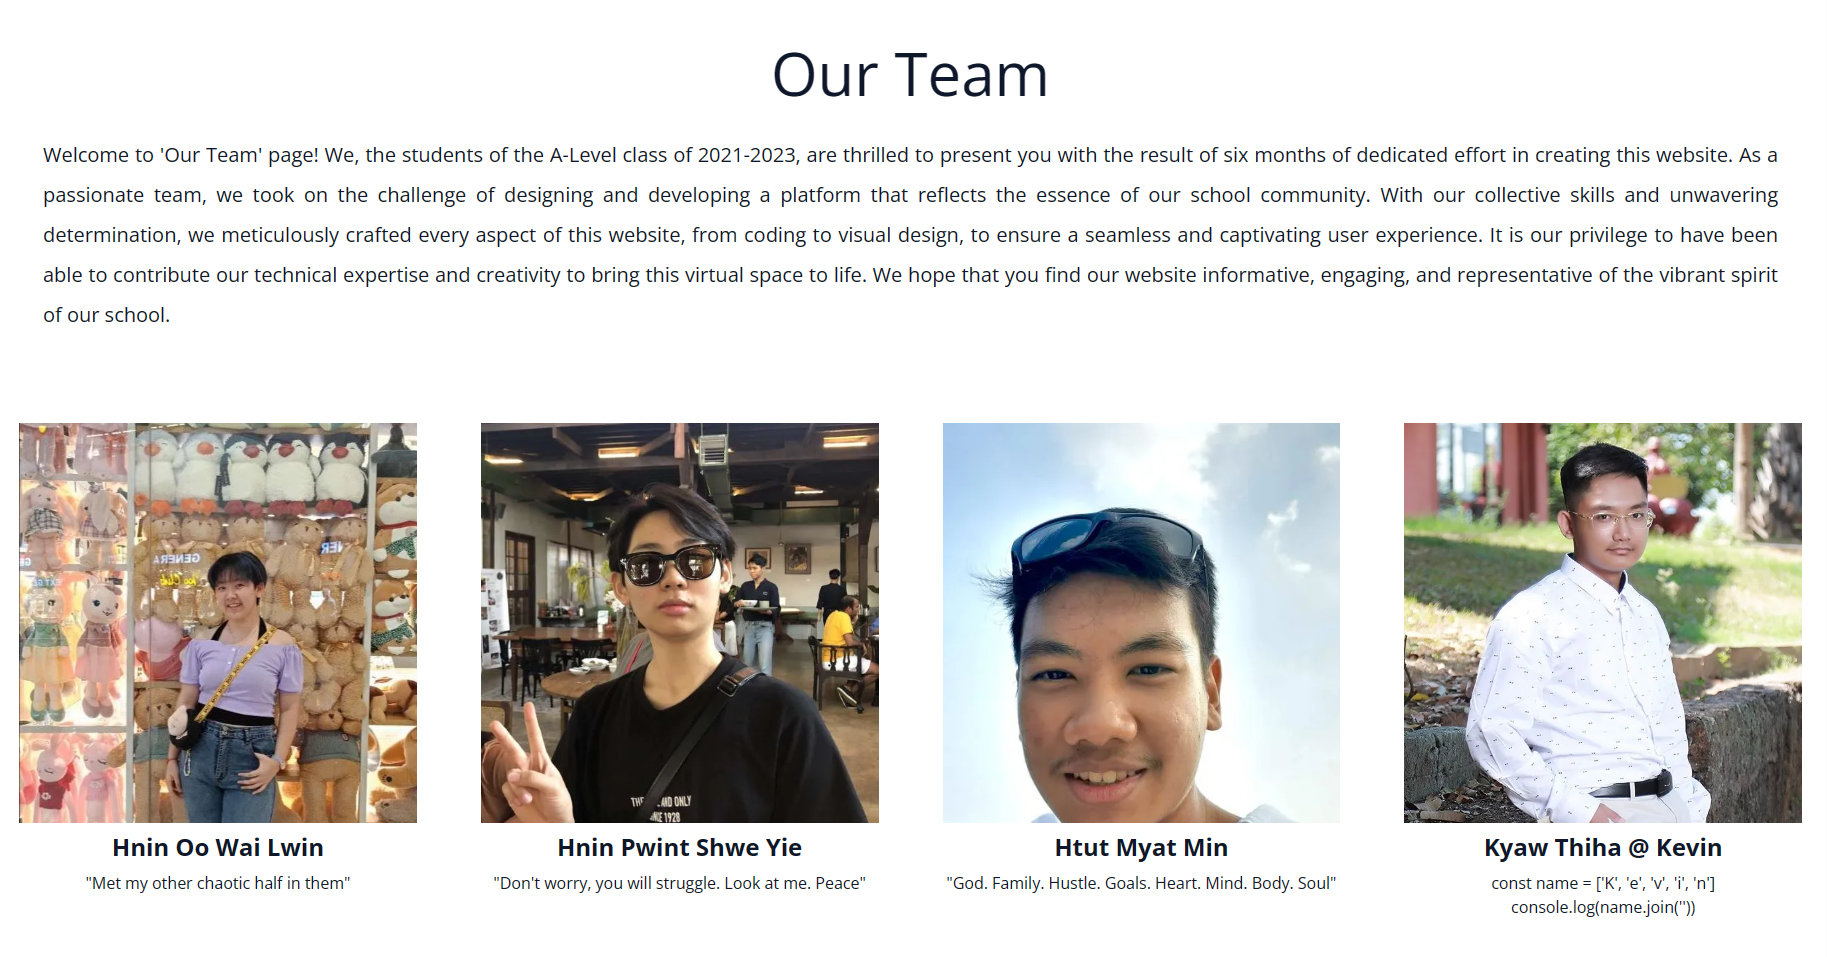 Our Team
Welcome to 'Our Team' page! We, the students of the A-Level class of 2021-2023, are thrilled to present you with the result of six months of dedicated effort in creating this website. As a
passionate team, we took on the challenge of designing and developing a platform that reflects the essence of our school community. With our collective skills and unwavering
determination, we meticulously crafted every aspect of this website, from coding to visual design, to ensure a seamless and captivating user experience. It is our privilege to have been
able to contribute our technical expertise and creativity to bring this virtual space to life. We hope that you find our website informative, engaging, and representative of the vibrant spirit
of our school.
GENERA
AND ONLY
1928
Hnin Oo Wai Lwin
Hnin Pwint Shwe Yie
Htut Myat Min
Kyaw Thiha @ Kevin
"Met my other chaotic half in them"
"Don't worry, you will struggle. Look at me. Peace"
"God. Family. Hustle. Goals. Heart. Mind. Body. Soul"
const name = ['K', 'e', 'v', 'i', 'n']
console.log(name.join(''))